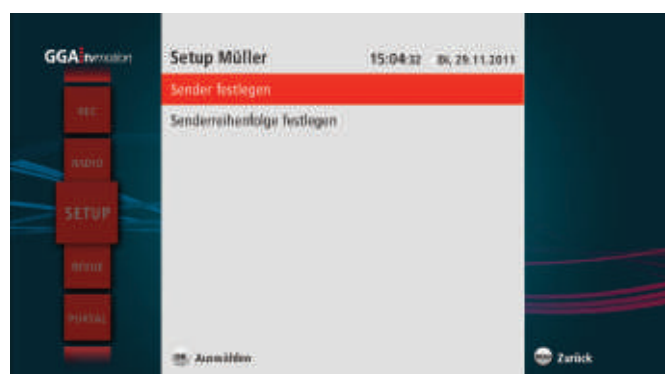 GGA tvmotion
Setup Müller 15:04:32 Di, 29.11.2011
Sender festlegen
Senderreihenfolge festlegen
REC
RADIO
SETUP
PORTAL
Auswählen
Zurück